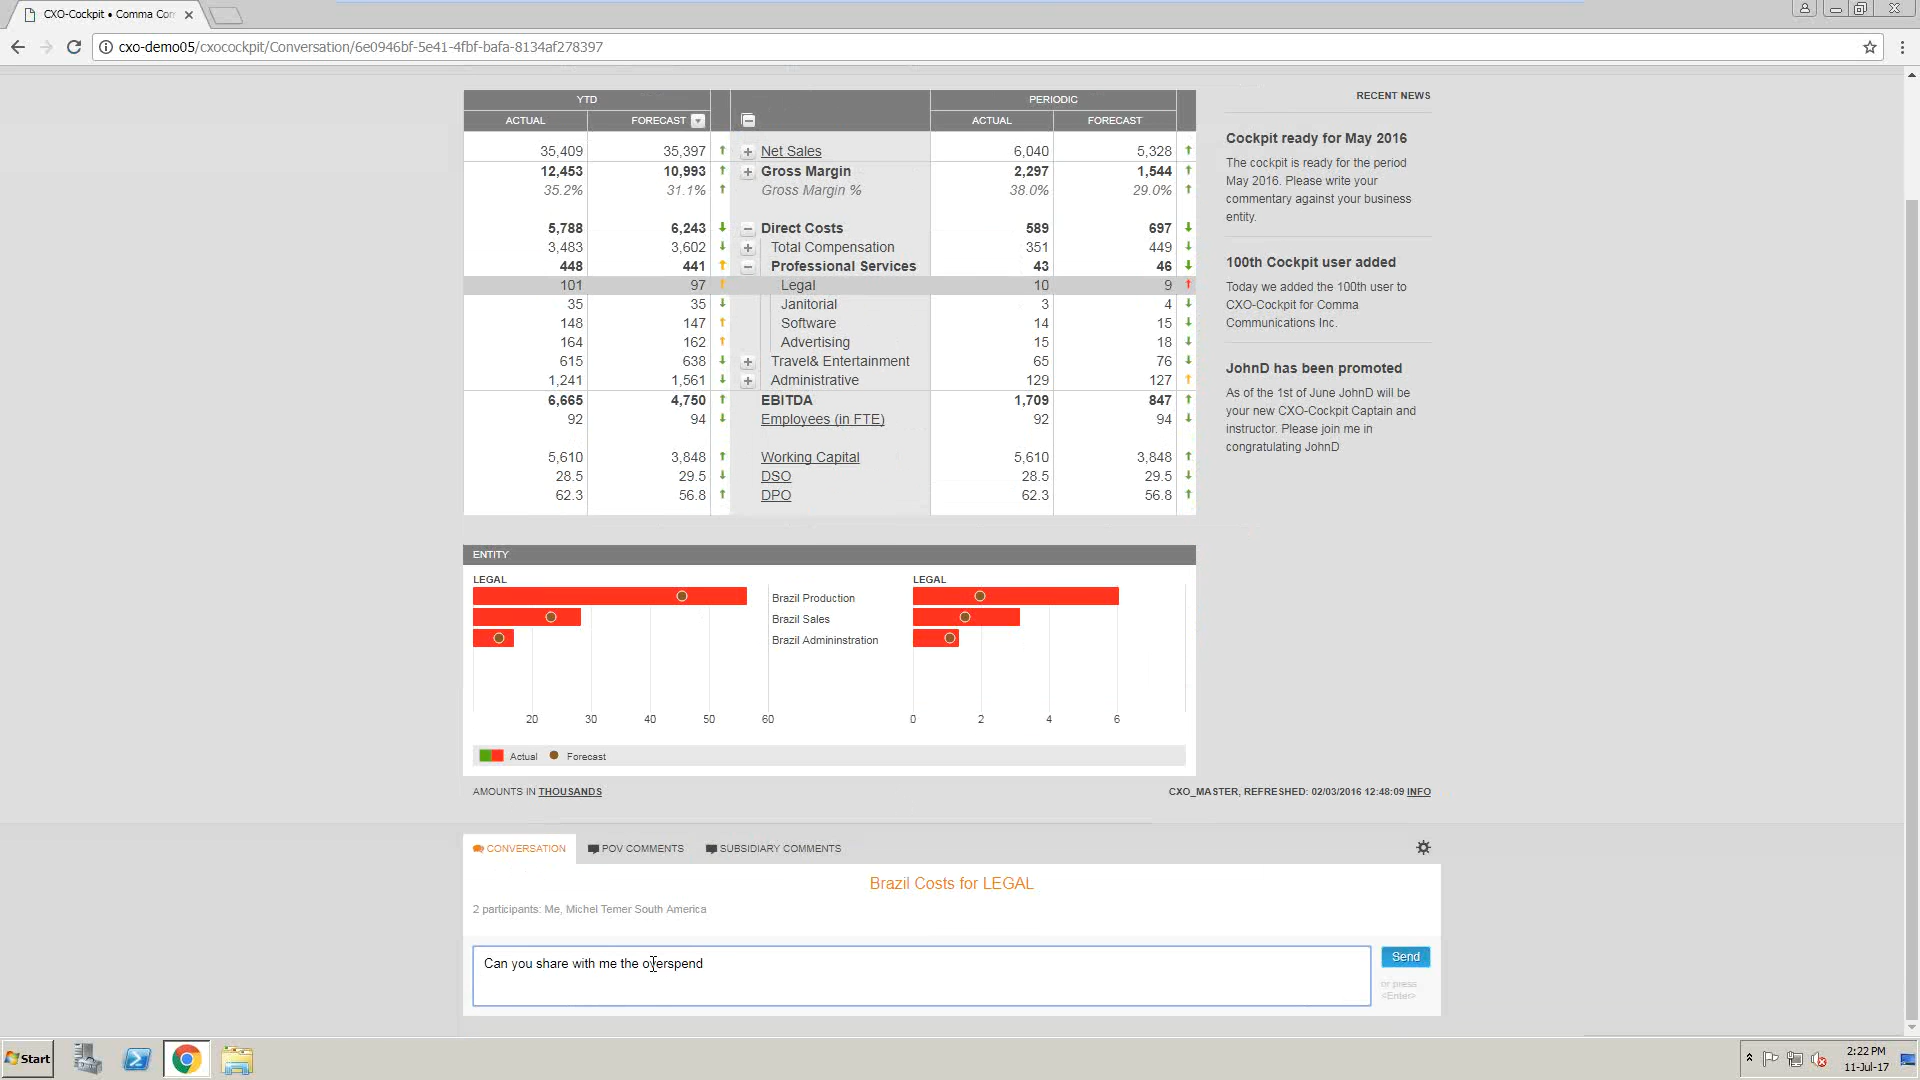 CXO-Cockpit • Comma Com
cxo-demo05/cxocockpit/Conversation/6e0946bf-5e41-4fbf-bafa-8134af278397
YTD PERIODIC
ACTUAL FORECAST ACTUAL FORECAST
35,409 35,397 Net Sales 6,040 5,328
12,453 10,993 Gross Margin 2,297 1,544
35.2% 31.1% Gross Margin % 38.0% 29.0%
5,788 6,243 Direct Costs 589 697
3,483 3,602 Total Compensation 351 449
448 441 Professional Services 43 46
101 97 Legal 10 9
35 35 Janitorial 3 4
148 147 Software 14 15
164 162 Advertising 15 18
615 638 Travel& Entertainment 65 76
1,241 1,561 Administrative 129 127
6,665 4,750 EBITDA 1,709 847
92 94 Employees (in FTE) 92 94
5,610 3,848 Working Capital 5,610 3,848
28.5 29.5 DSO 28.5 29.5
62.3 56.8 DPO 62.3 56.8
RECENT NEWS
Cockpit ready for May 2016
The cockpit is ready for the period
May 2016. Please write your
commentary against your business
entity.
100th Cockpit user added
Today we added the 100th user to
CXO-Cockpit for Comma
Communications Inc.
JohnD has been promoted
As of the 1st of June JohnD will be
your new CXO-Cockpit Captain and
instructor. Please join me in
congratulating JohnD
ENTITY
LEGAL LEGAL
Brazil Production
Brazil Sales
Brazil Admininstration
20 30 40 50 60 0 2 4 6
Actual Forecast
AMOUNTS IN THOUSANDS
CXO_MASTER, REFRESHED: 02/03/2016 12:48:09 INFO
CONVERSATION POV COMMENTS SUBSIDIARY COMMENTS
Brazil Costs for LEGAL
2 participants: Me, Michel Temer South America
Can you share with me the overspend
Send
or press
<Enter>
Start
2:22 PM
11-Jul-17